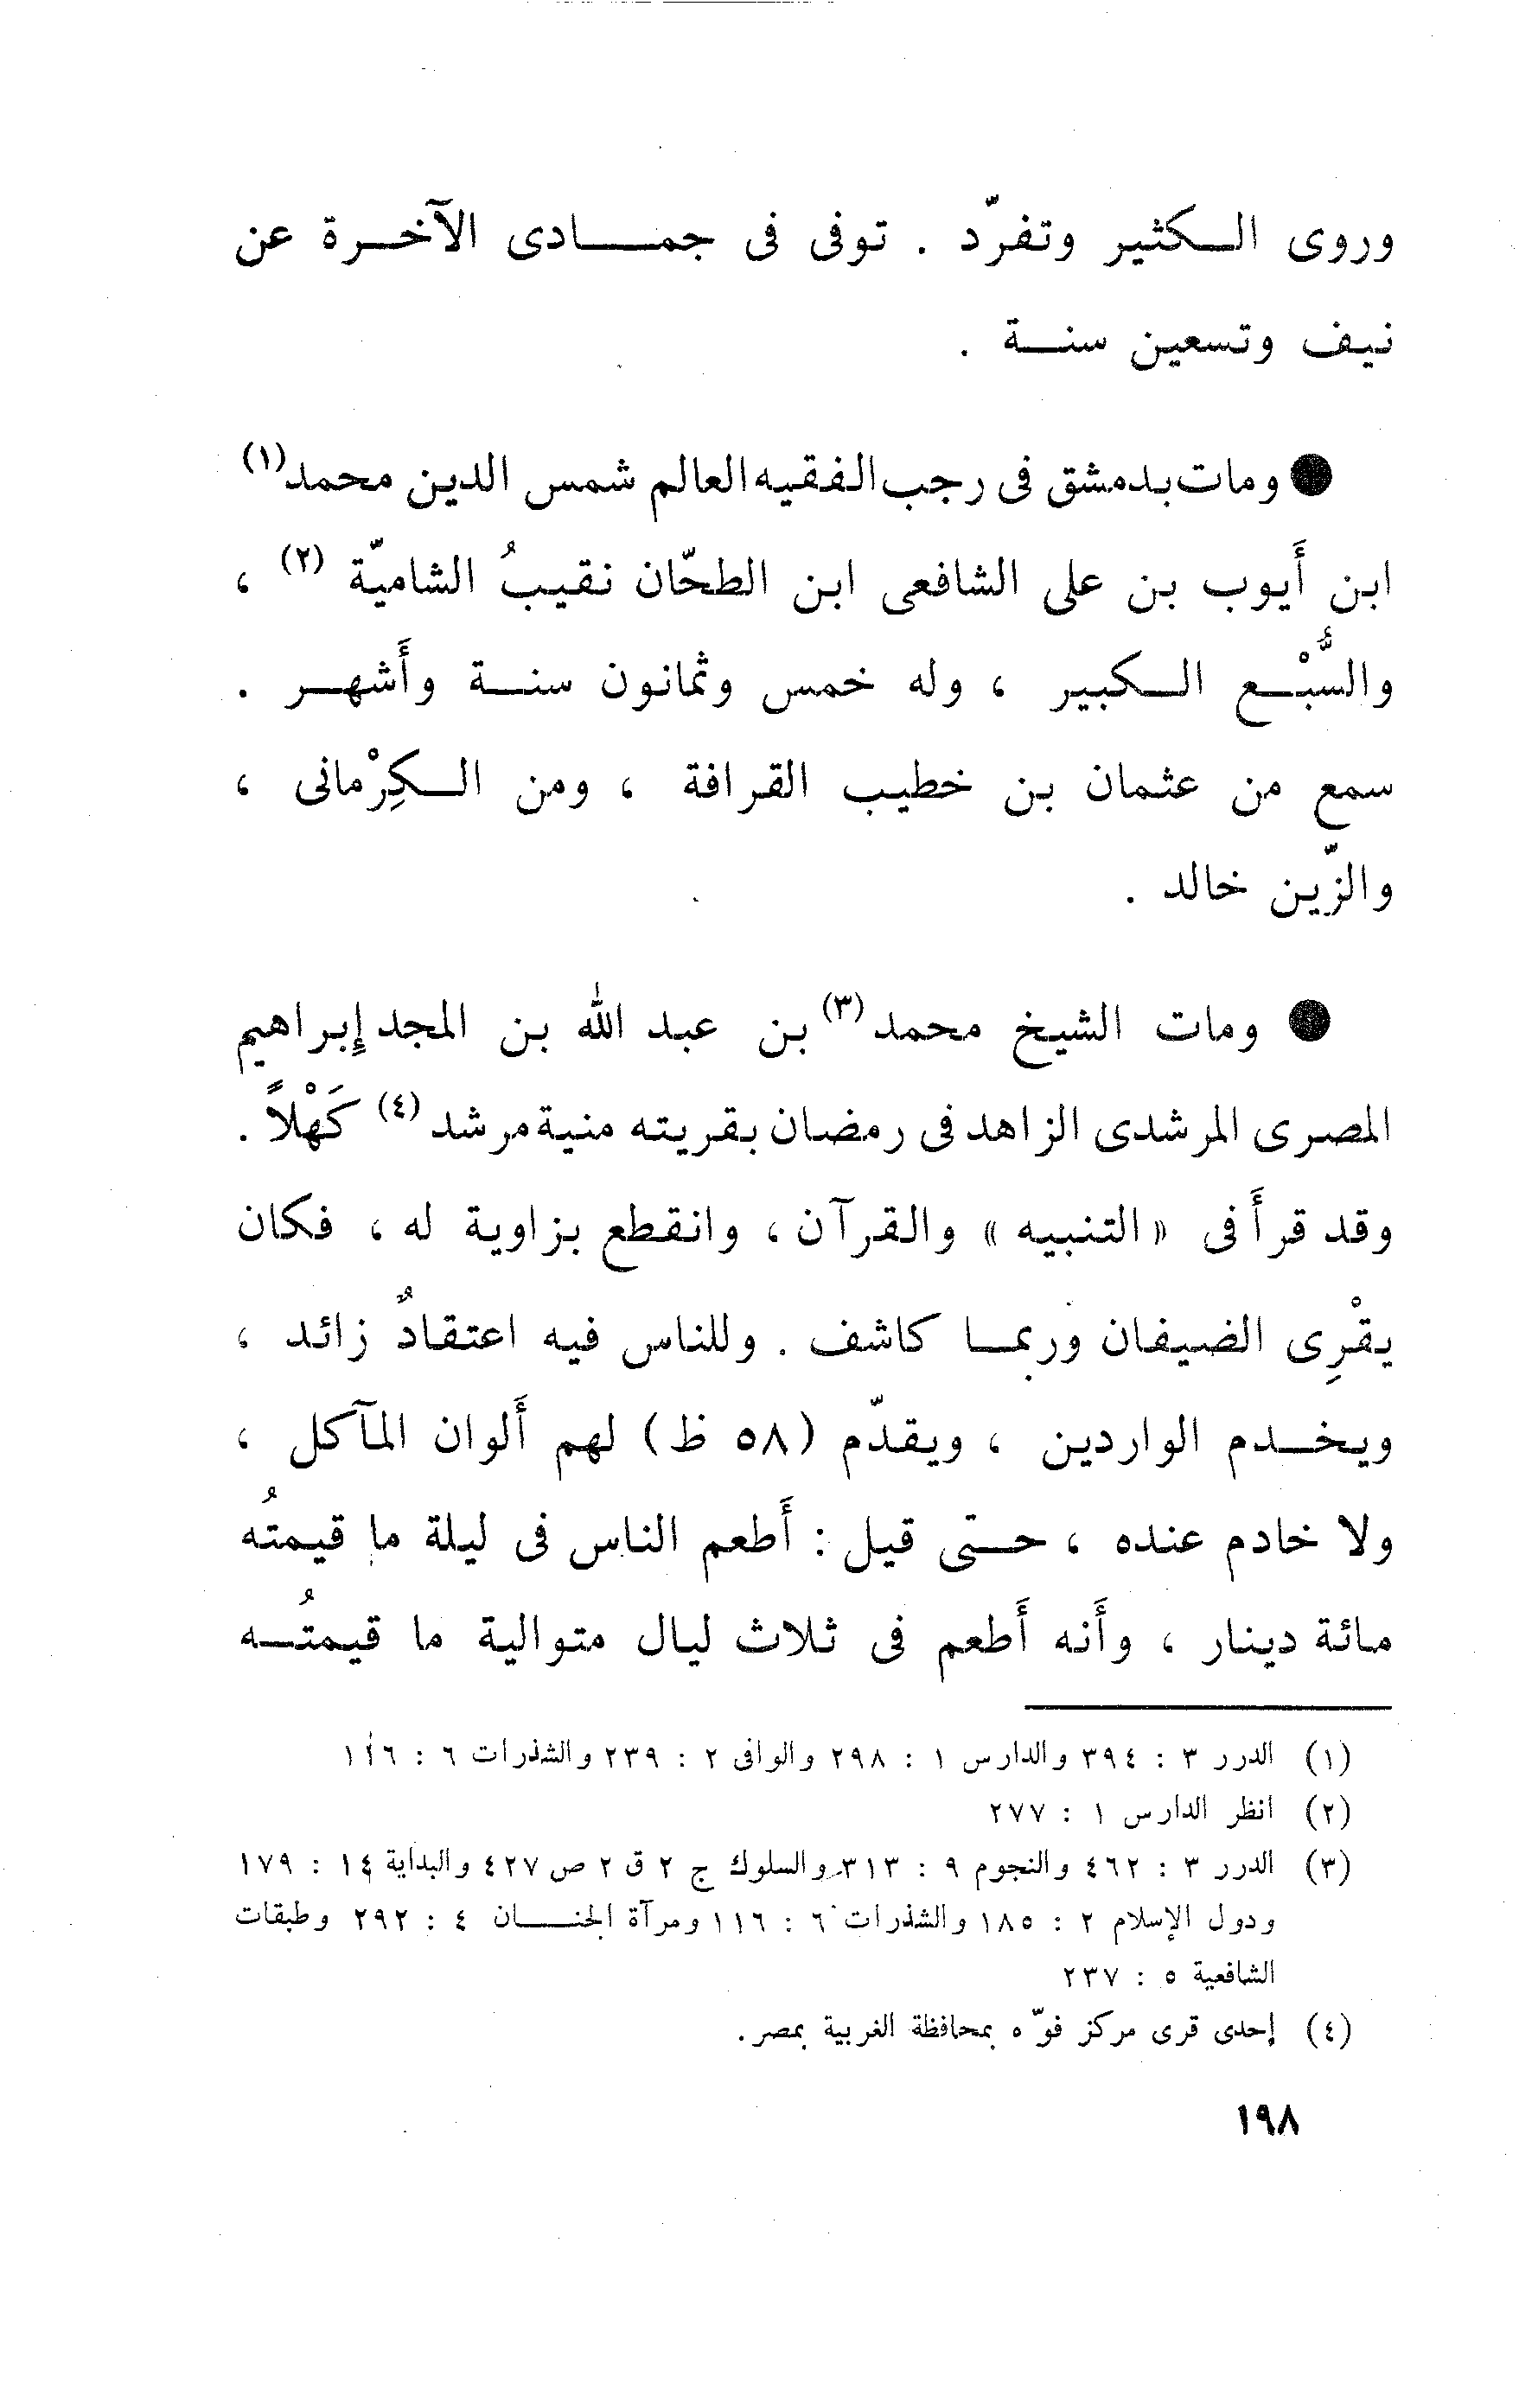 وروى الكثير وتفرّد . توفى فى جمادى الآخرة عن
نيف وتسعين سنة .
● ومات بدمشق فى رجب الفقيه العالم شمس الدين محمد(١)
ابن أَيوب بن على الشافعى ابن الطحّان نقيبُ الشاميّة (٢) ،
والسُّبْع الكبير ، وله خمس وثمانون سنة وأَشهر .
سمع من عثمان بن خطيب القرافة ، ومن الكِرْمانى ،
والزّين خالد .
● ومات الشيخ محمد(٣) بن عبد الله بن المجد إِبراهيم
المصرى المرشدى الزاهد فى رمضان بقريته منية مرشد (٤) كَهْلاً .
وقد قرأَ فى « التنبيه » والقرآن ، وانقطع بزاوية له ، فكان
يقْرِى الضيفان وربما كاشف . وللناس فيه اعتقادٌ زائد ،
ويخدم الواردين ، ويقدّم (٥٨ ظ) لهم أَلوان المآكل ،
ولا خادم عنده ، حتى قيل : أَطعم الناس فى ليلة ما قيمتُه
مائة دينار ، وأَنه أَطعم فى ثلاث ليال متوالية ما قيمتُه
(١) الدرر ٣ : ٣٩٤ والدارس ١ : ٢٩٨ والوافى ٢ : ٢٣٩ والشذرات ٦ : ١١٦
(٢) انظر الدارس ١ : ٢٧٧
(٣) الدرر ٣ : ٤٦٢ والنجوم ٩ : ٣١٣ والسلوك ج ٢ ق ٢ ص ٤٢٧ والبداية ١٤ : ١٧٩
ودول الإسلام ٢ : ١٨٥ والشذرات ٦ : ١١٦ ومرآة الجنان ٤ : ٢٩٢ وطبقات
الشافعية ٥ : ٢٣٧
(٤) إحدى قرى مركز فوّه بمحافظة الغربية بمصر .
١٩٨